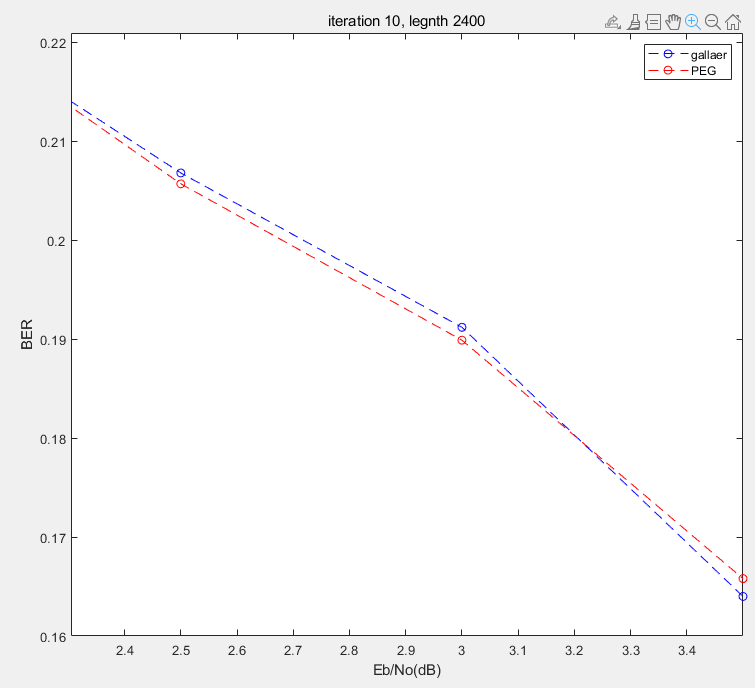 iteration 10, legnth 2400
gallaer
PEG
0.22
0.21
0.2
0.19
0.18
0.17
0.16
BER
2.4 2.5 2.6 2.7 2.8 2.9 3 3.1 3.2 3.3 3.4
Eb/No(dB)